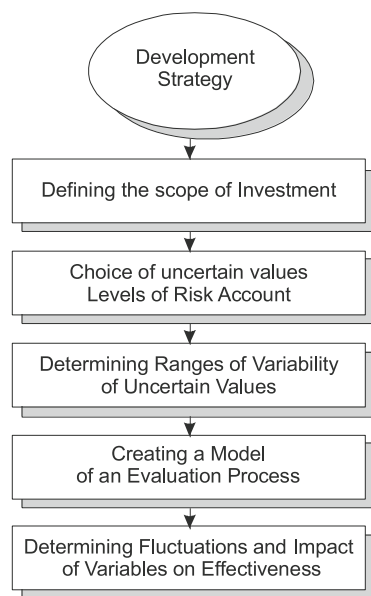 Development
Strategy
Defining the scope of Investment
Choice of uncertain values
Levels of Risk Account
Determining Ranges of Variability
of Uncertain Values
Creating a Model
of an Evaluation Process
Determining Fluctuations and Impact
of Variables on Effectiveness